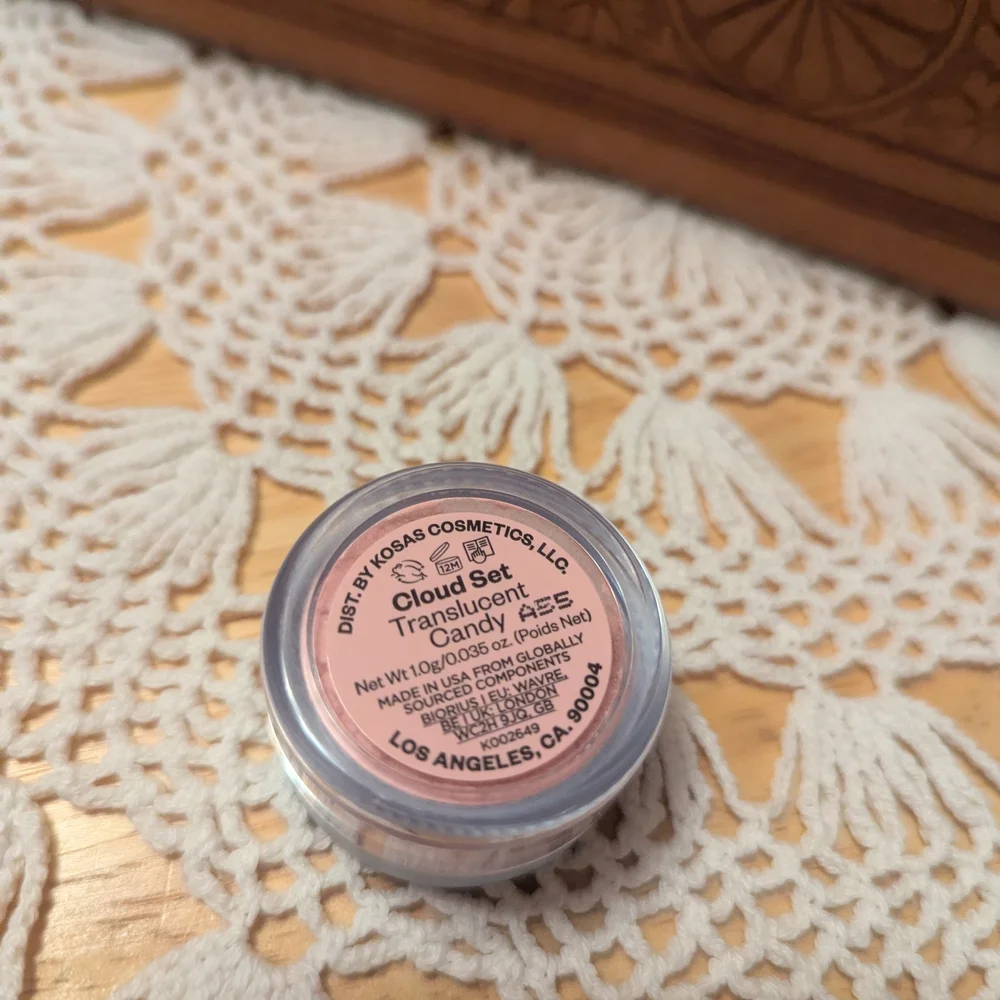 DIST. BY KOSAS COSMETICS, LLC.
12M
Cloud Set
Translucent
Candy A55
Net Wt 1.0g/0.035 oz. (Poids Net)
MADE IN USA FROM GLOBALLY
SOURCED COMPONENTS
BIORIUS | EU: WAVRE,
BE | UK: LONDON
WC2H 9JQ, GB
K002649
LOS ANGELES, CA. 90004